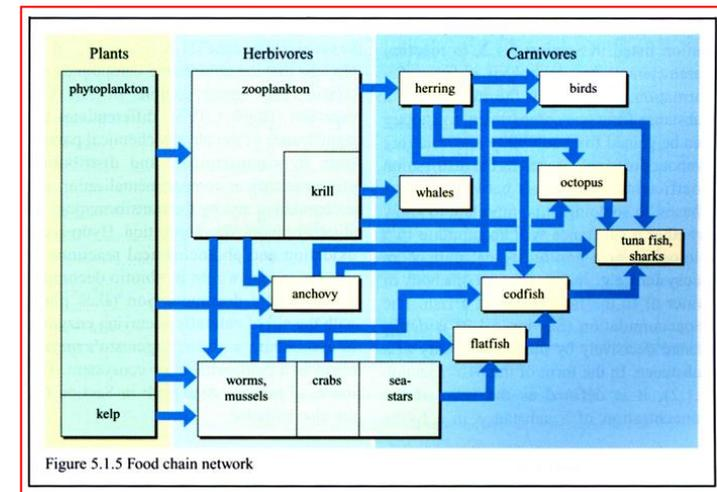 Plants Herbivores Carnivores
phytoplankton zooplankton herring birds
krill whales octopus
tuna fish,
sharks
anchovy codfish
flatfish
worms, crabs sea-
mussels stars
kelp
Figure 5.1.5 Food chain network